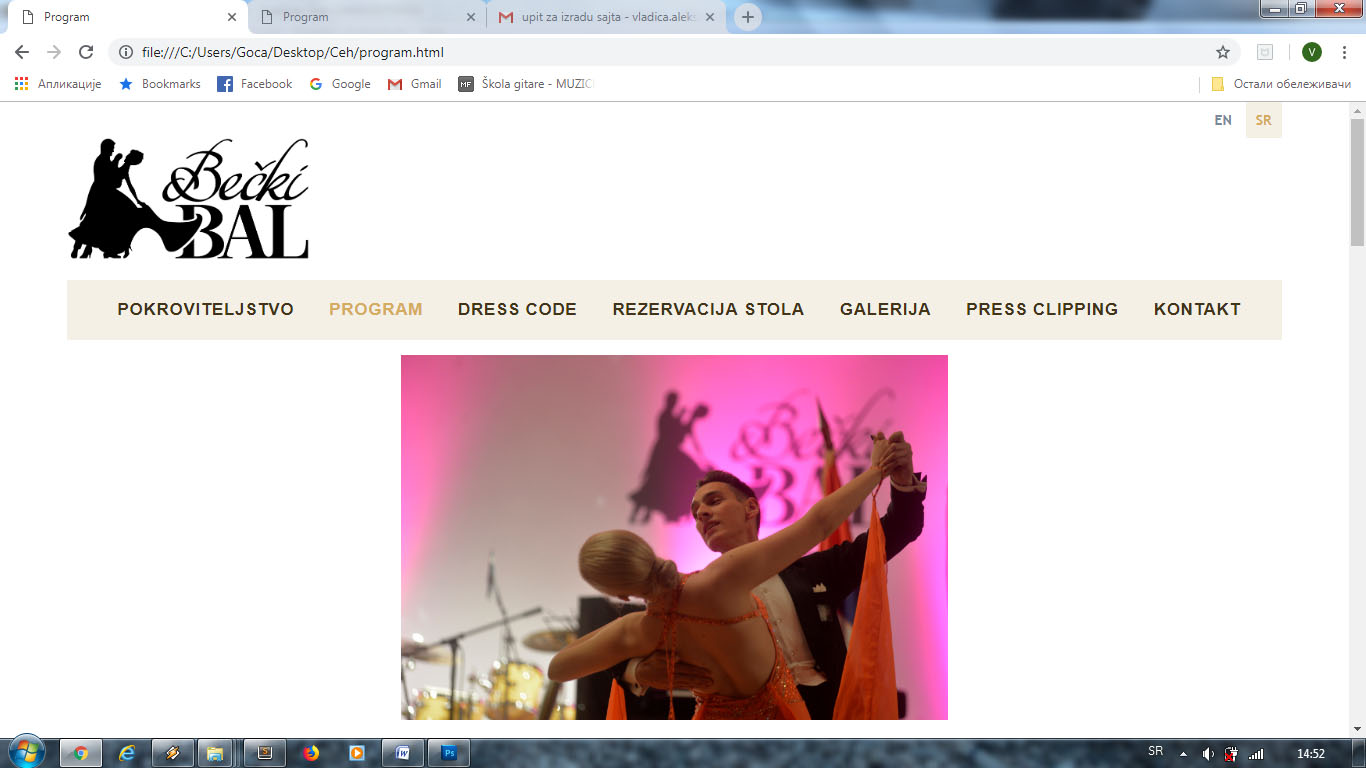 Program
Program
upit za izradu sajta - vladica.aleks
file:///C:/Users/Goca/Desktop/Ceh/program.html
V
Апликације
Bookmarks
Facebook
Google
Gmail
MF
Škola gitare - MUZIC
Остали обележивачи
EN
SR
Bečki
BAL
POKROVITELJSTVO PROGRAM DRESS CODE REZERVACIJA STOLA GALERIJA PRESS CLIPPING KONTAKT
Bečki
BAL
W
Ps
SR
14:52